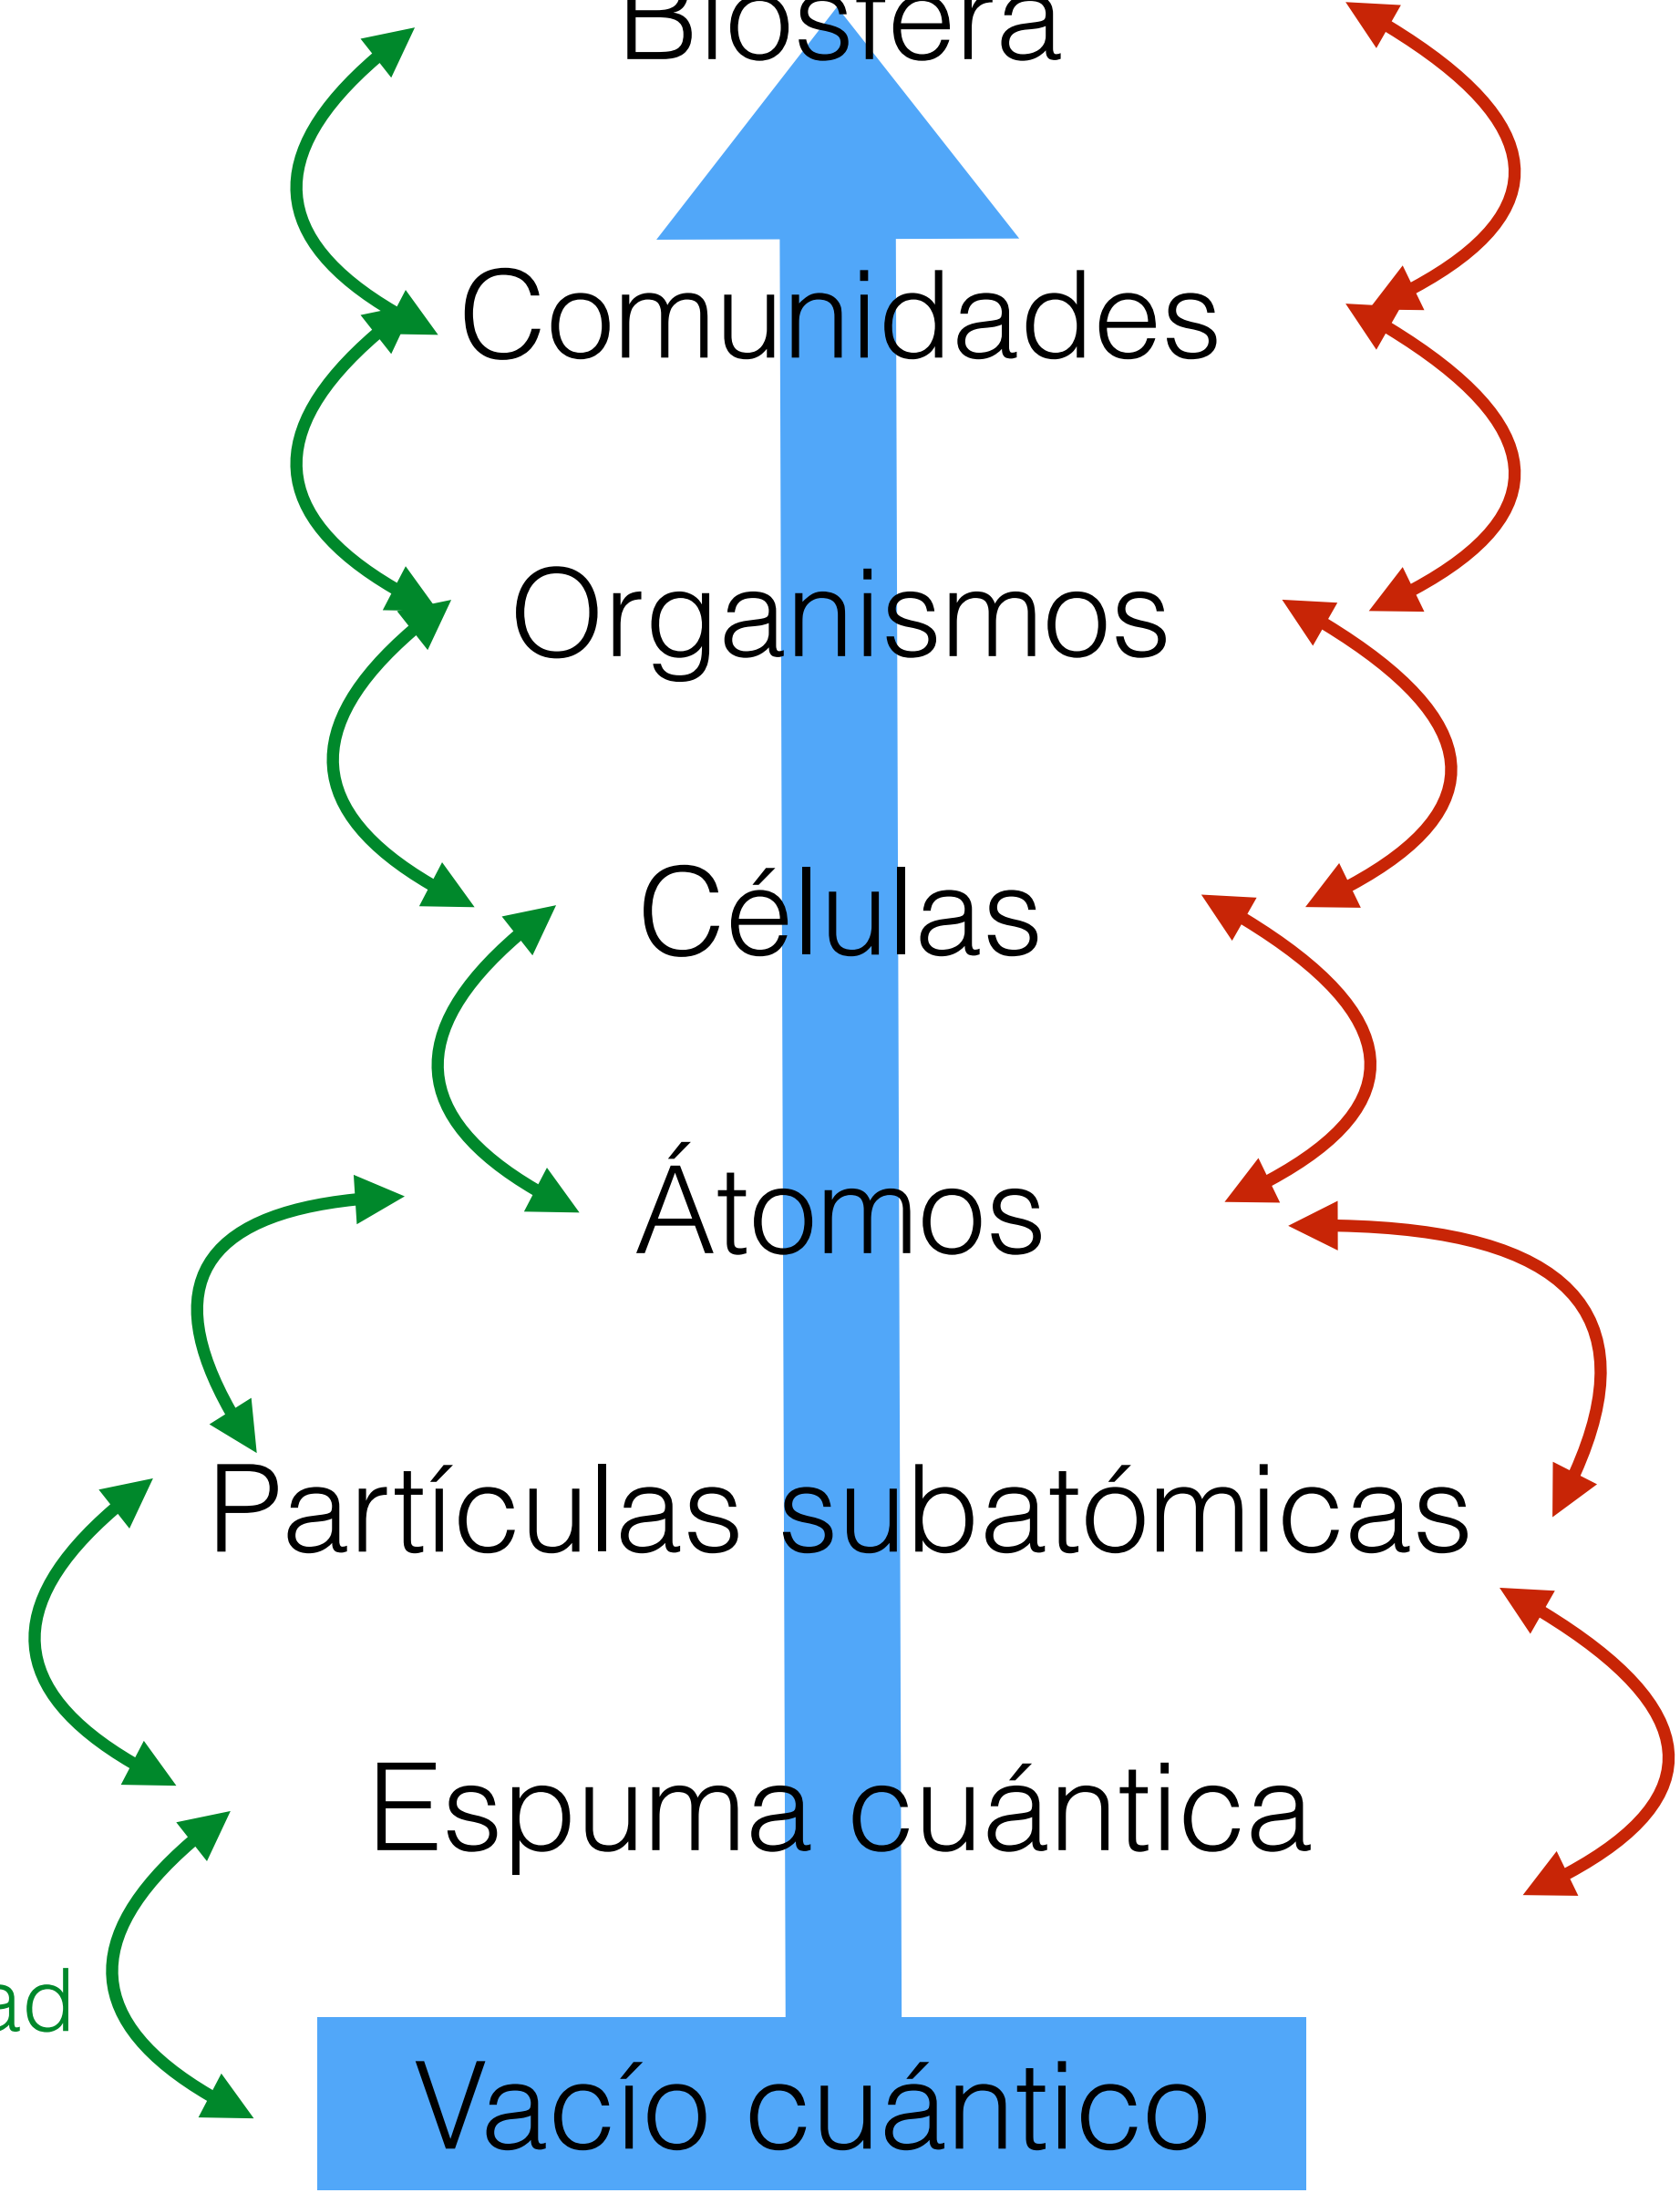 Biosfera
Comunidades
Organismos
Células
Átomos
Partículas subatómicas
Espuma cuántica
ad
Vacío cuántico